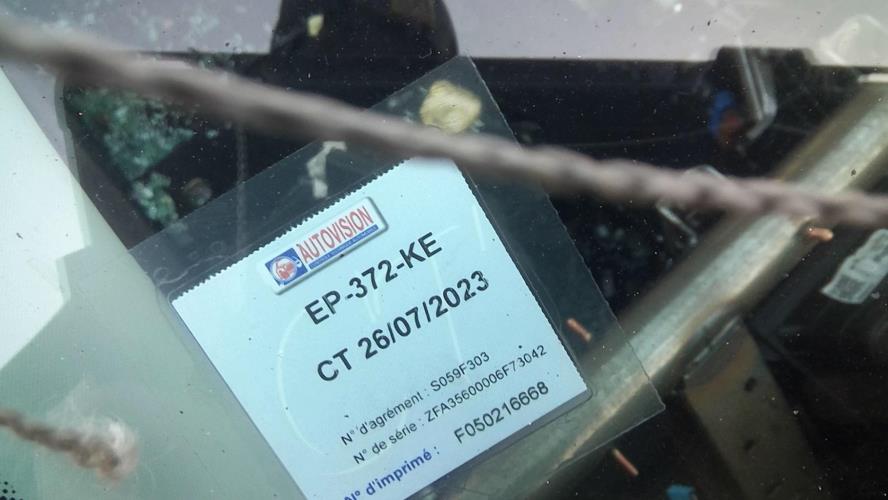 AUTOVISION
EP-372-KE
CT 26/07/2023
N° d'agrément : S059F303
N° de série : ZFA35600006F73042
N° d'imprimé : F050216668